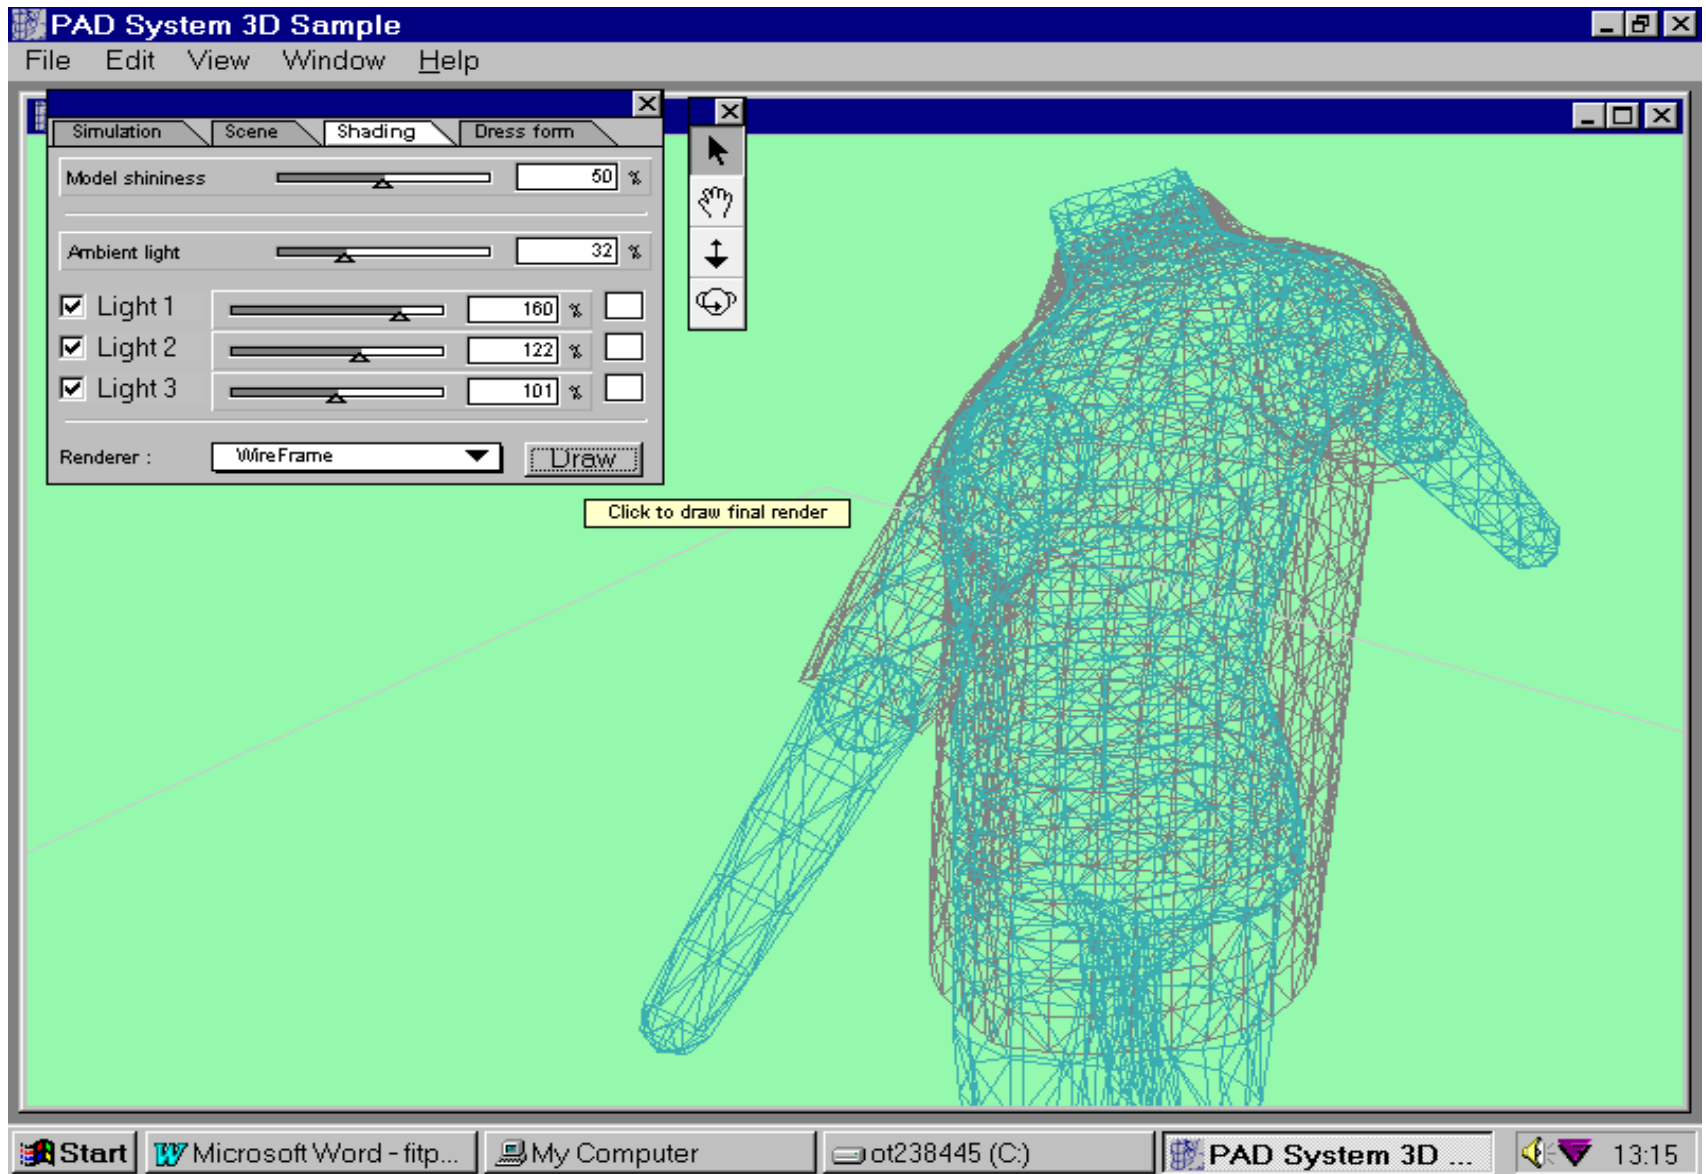 PAD System 3D Sample
File Edit View Window Help
Simulation Scene Shading Dress form
Model shininess 50 %
Ambient light 32 %
Light 1 160 %
Light 2 122 %
Light 3 101 %
Renderer : WireFrame Draw
Click to draw final render
Start Microsoft Word - fitp... My Computer ot238445 (C:) PAD System 3D ... 13:15